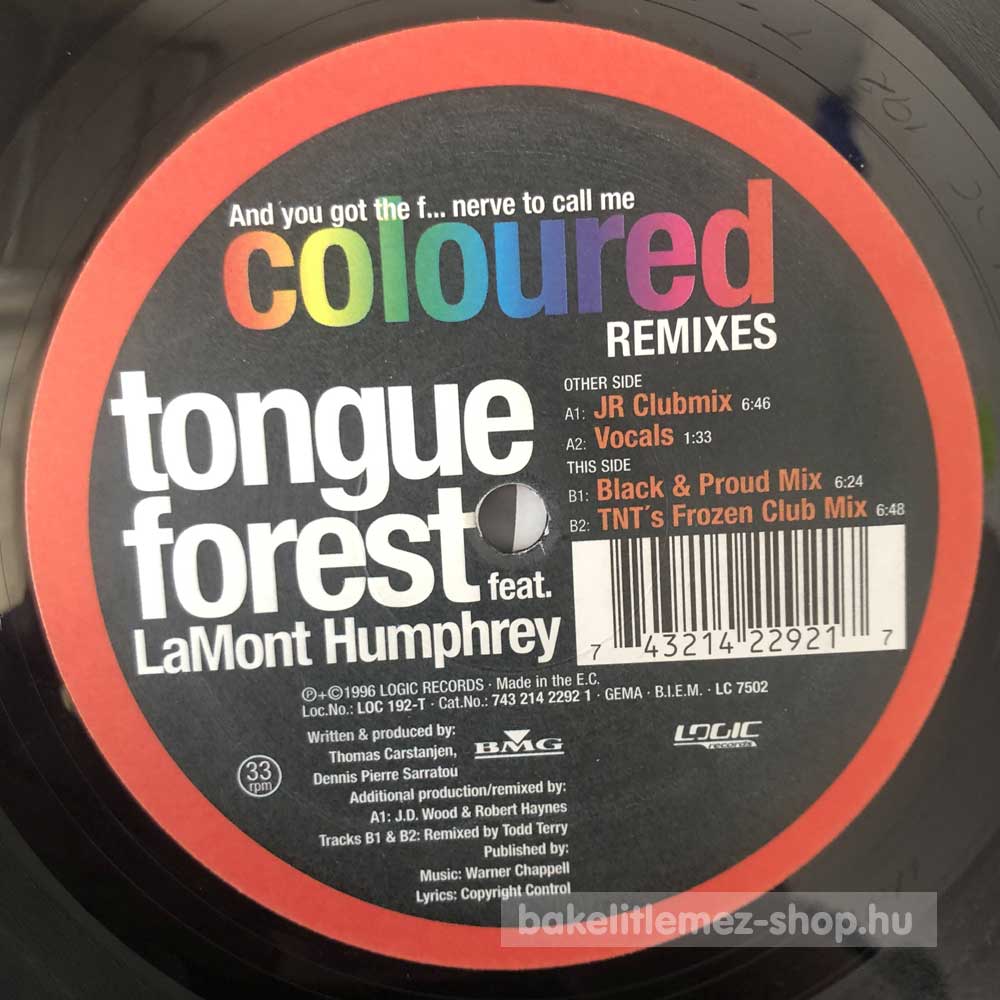 And you got the f... nerve to call me
coloured
REMIXES
tongue
forest feat.
LaMont Humphrey
OTHER SIDE
A1: JR Clubmix 6:46
A2: Vocals 1:33
THIS SIDE
B1: Black & Proud Mix 6:24
B2: TNT´s Frozen Club Mix 6:48
7 43214 22921 7
℗+©1996 LOGIC RECORDS · Made in the E.C.
Loc.No.: LOC 192-T · Cat.No.: 743 214 2292 1 · GEMA · B.I.E.M. · LC 7502
Written & produced by:
Thomas Carstanjen,
Dennis Pierre Sarratou
BMG
LOGIC
records
33
rpm
Additional production/remixed by:
A1: J.D. Wood & Robert Haynes
Tracks B1 & B2: Remixed by Todd Terry
Published by:
Music: Warner Chappell
Lyrics: Copyright Control
bakelitlemez-shop.hu